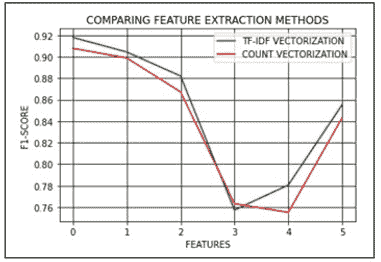 COMPARING FEATURE EXTRACTION METHODS
TF-IDF VECTORIZATION
COUNT VECTORIZATION
F1-SCORE
0.92
0.90
0.88
0.86
0.84
0.82
0.80
0.78
0.76
0 1 2 3 4 5
FEATURES